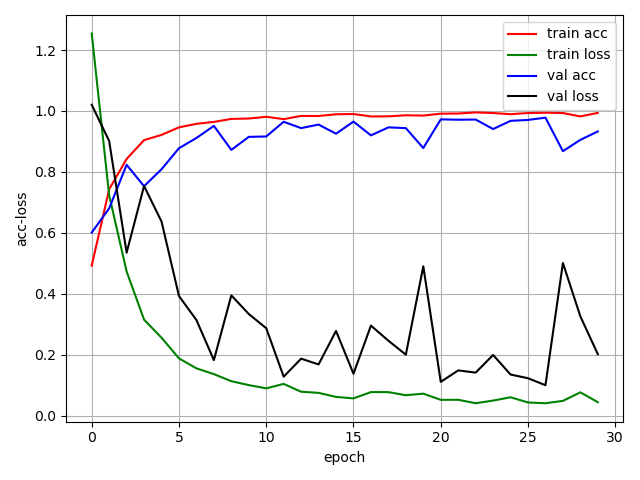 train acc
train loss
val acc
val loss
acc-loss
1.2
1.0
0.8
0.6
0.4
0.2
0.0
0 5 10 15 20 25 30
epoch